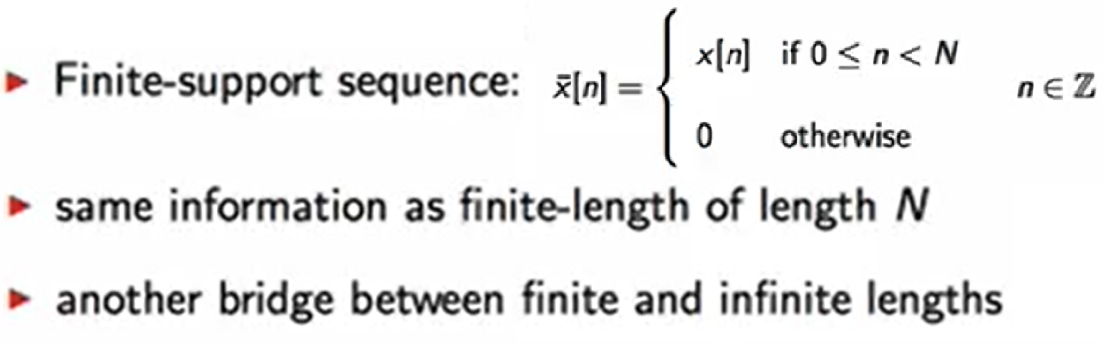 ▶ Finite-support sequence: x̄[n] = { x[n] if 0 ≤ n < N
0 otherwise n ∈ ℤ
▶ same information as finite-length of length N
▶ another bridge between finite and infinite lengths